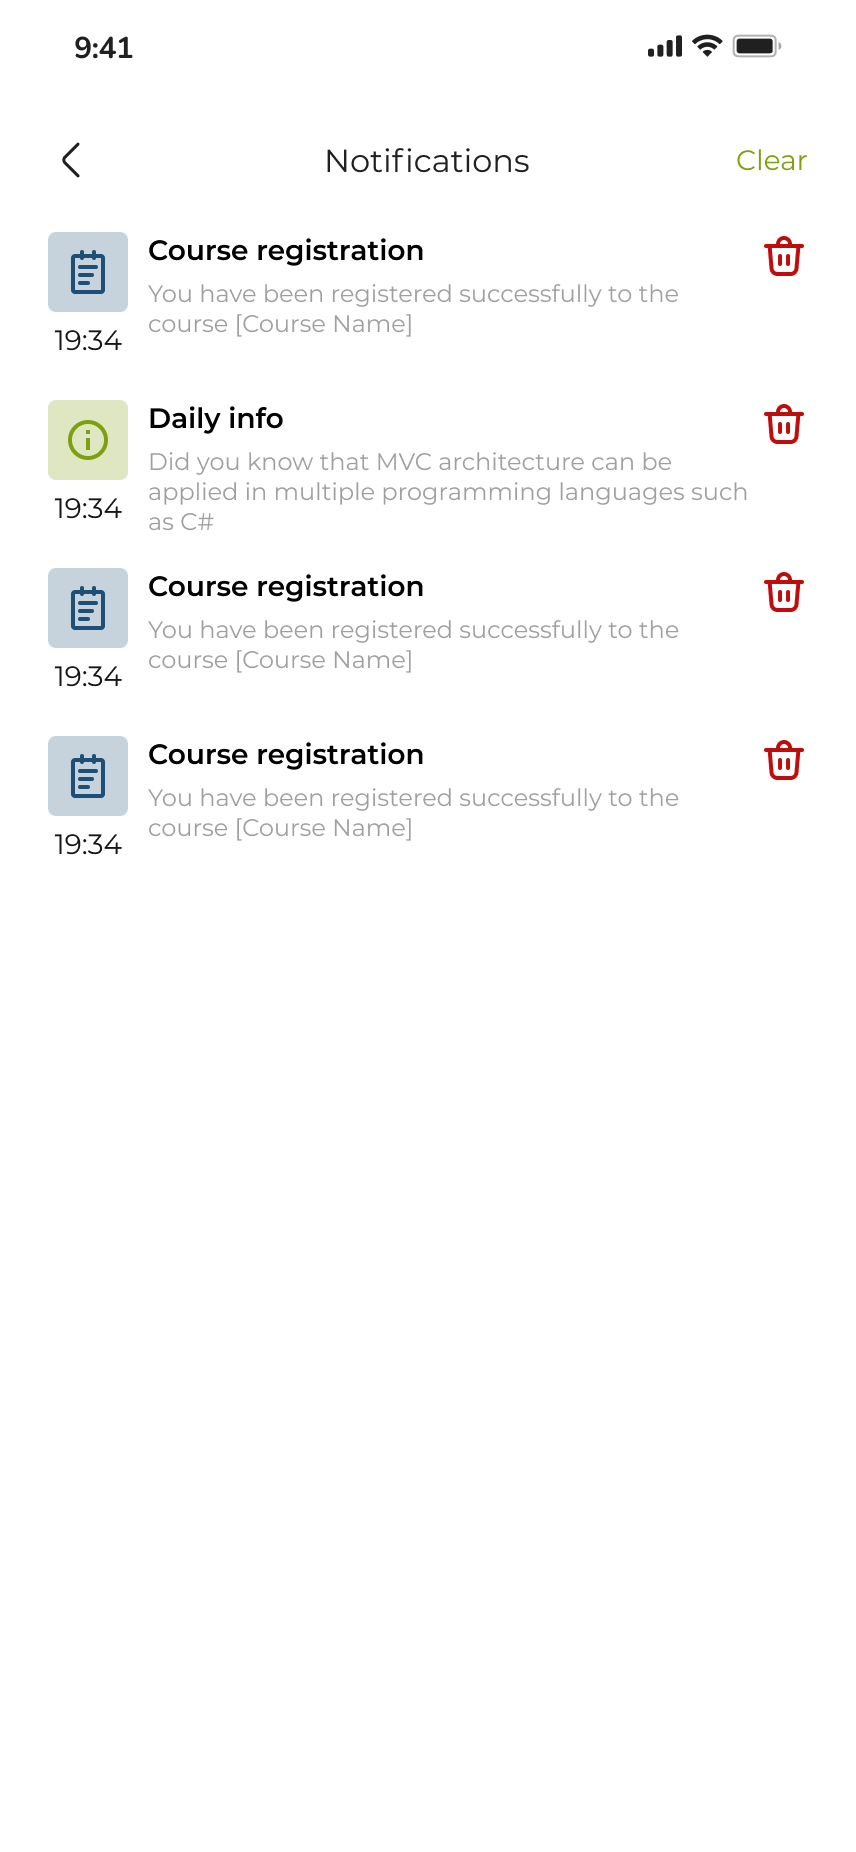 9:41
Notifications
Clear
Course registration
You have been registered successfully to the
course [Course Name]
19:34
Daily info
Did you know that MVC architecture can be
applied in multiple programming languages such
as C#
19:34
Course registration
You have been registered successfully to the
course [Course Name]
19:34
Course registration
You have been registered successfully to the
course [Course Name]
19:34